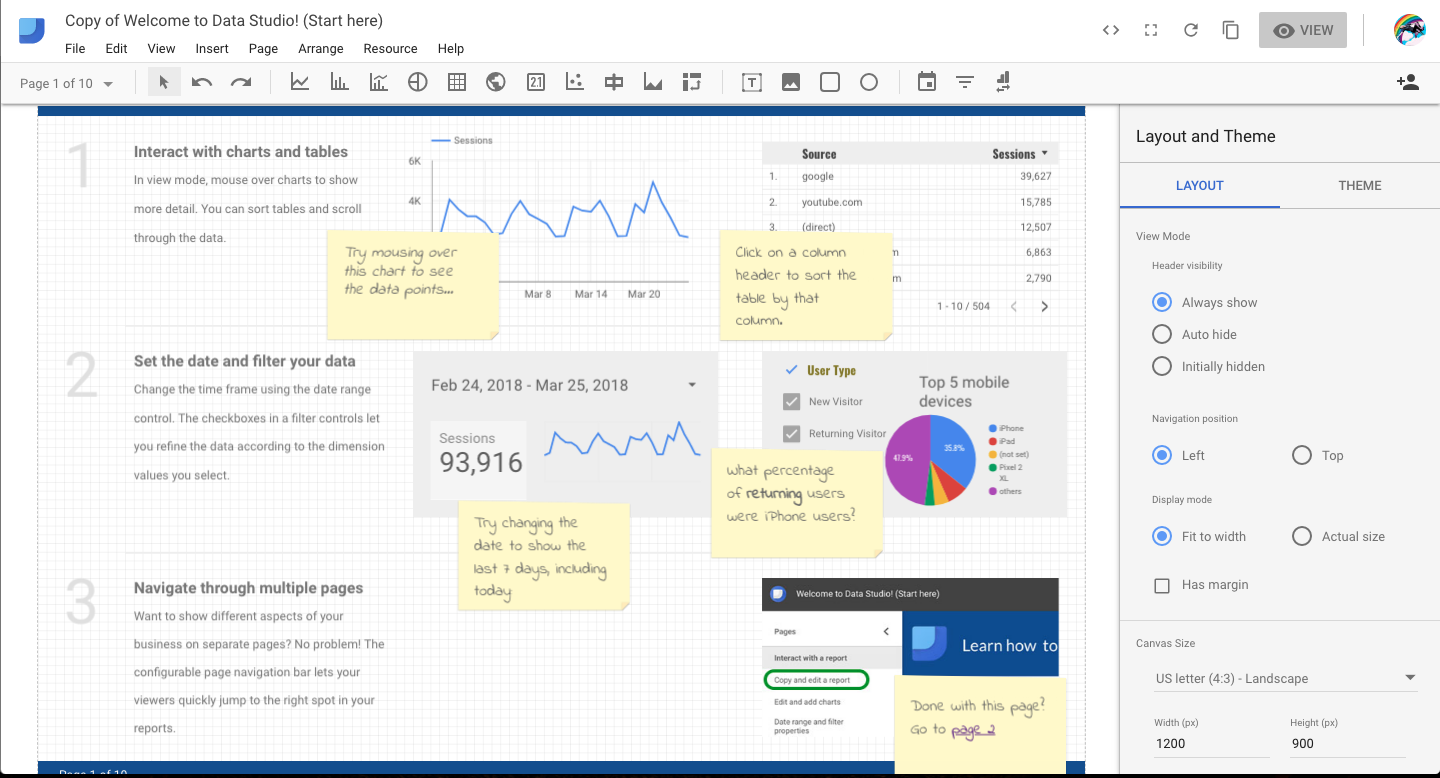 Copy of Welcome to Data Studio! (Start here)
File Edit View Insert Page Arrange Resource Help
VIEW
Page 1 of 10
Layout and Theme
LAYOUT THEME
View Mode
Header visibility
Always show
Auto hide
Initially hidden
Navigation position
Left Top
Display mode
Fit to width Actual size
Has margin
Canvas Size
US letter (4:3) - Landscape
Width (px) Height (px)
1200 900
1
Interact with charts and tables
In view mode, mouse over charts to show
more detail. You can sort tables and scroll
through the data.
Sessions
6K
4K
Mar 8 Mar 14 Mar 20
Try mousing over
this chart to see
the data points...
Source Sessions
1. google 39,627
2. youtube.com 15,785
3. (direct) 12,507
m 6,863
m 2,790
1 - 10 / 504
Click on a column
header to sort the
table by that
column.
2
Set the date and filter your data
Change the time frame using the date range
control. The checkboxes in a filter controls let
you refine the data according to the dimension
values you select.
Feb 24, 2018 - Mar 25, 2018
Sessions
93,916
Try changing the
date to show the
last 7 days, including
today
User Type
New Visitor
Returning Visitor
Top 5 mobile
devices
47.9%
35.8%
iPhone
iPad
(not set)
Pixel 2
XL
others
What percentage
of returning users
were iPhone users?
3
Navigate through multiple pages
Want to show different aspects of your
business on separate pages? No problem! The
configurable page navigation bar lets your
viewers quickly jump to the right spot in your
reports.
Welcome to Data Studio! (Start here)
Pages
Interact with a report
Copy and edit a report
Edit and add charts
Date range and filter
properties
Learn how to
Done with this page?
Go to page 2
Page 1 of 10